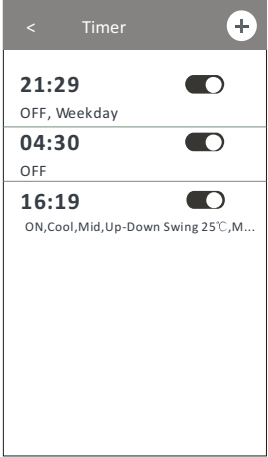 < Timer +
21:29
OFF, Weekday
04:30
OFF
16:19
ON,Cool,Mid,Up-Down Swing 25℃,M...